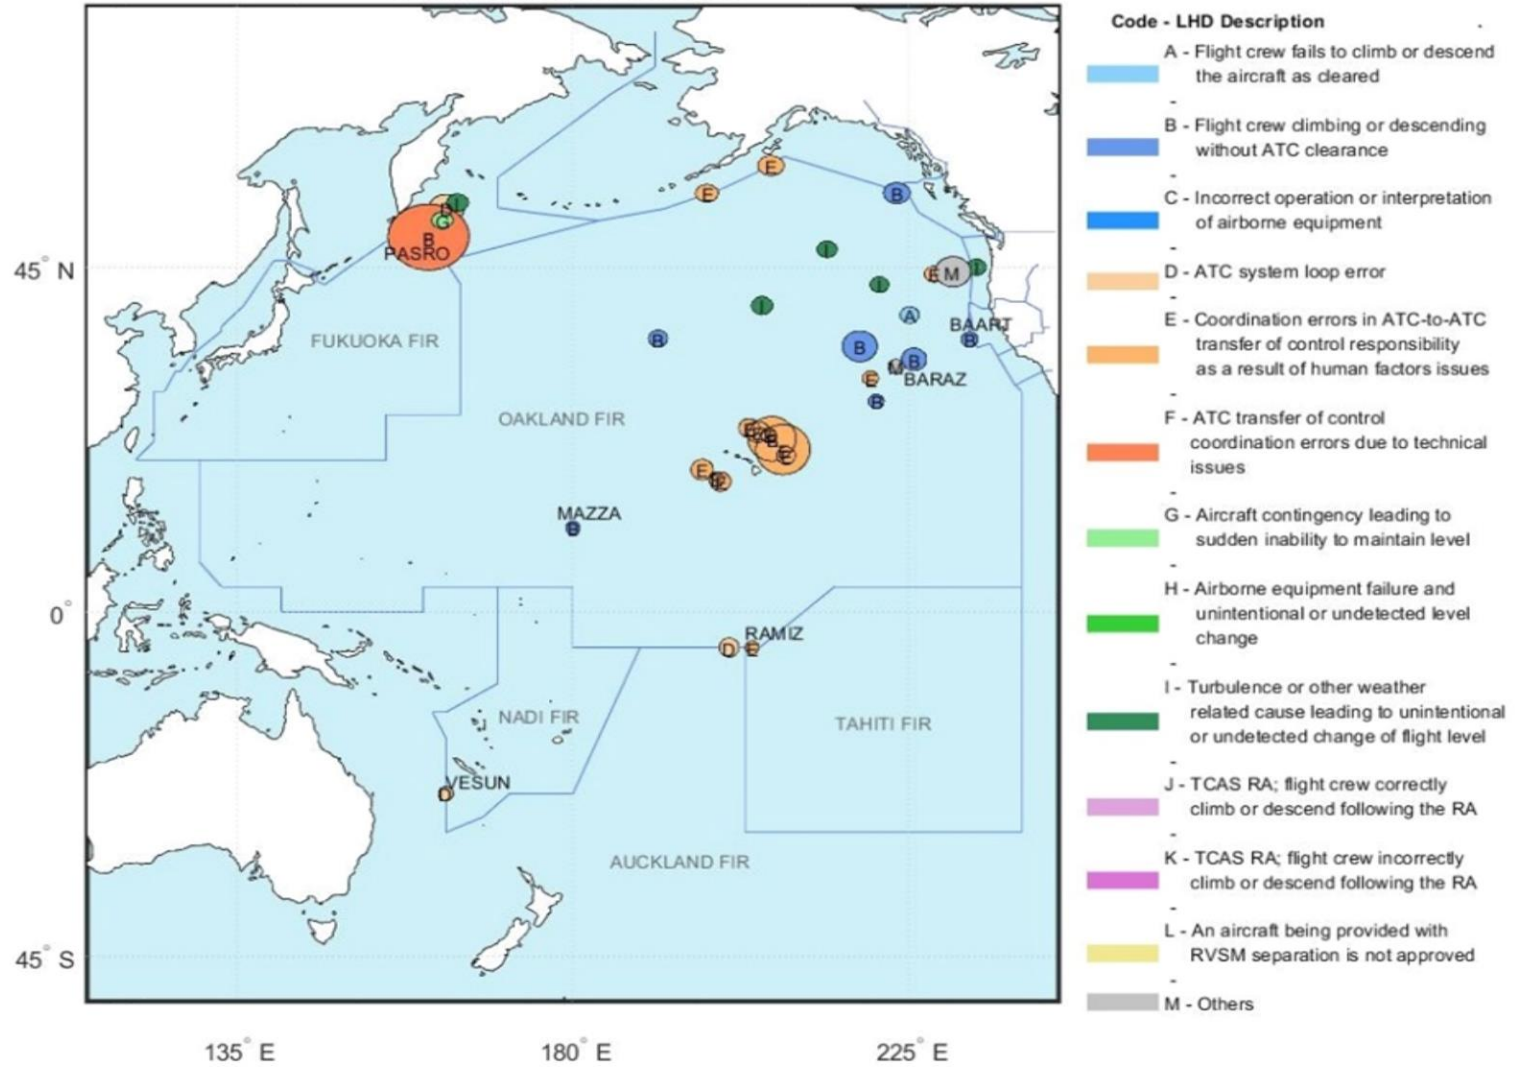 Code - LHD Description
A - Flight crew fails to climb or descend
the aircraft as cleared
-
B - Flight crew climbing or descending
without ATC clearance
-
C - Incorrect operation or interpretation
of airborne equipment
-
D - ATC system loop error
-
E - Coordination errors in ATC-to-ATC
transfer of control responsibility
as a result of human factors issues
-
F - ATC transfer of control
coordination errors due to technical
issues
-
G - Aircraft contingency leading to
sudden inability to maintain level
-
H - Airborne equipment failure and
unintentional or undetected level
change
-
I - Turbulence or other weather
related cause leading to unintentional
or undetected change of flight level
-
J - TCAS RA; flight crew correctly
climb or descend following the RA
-
K - TCAS RA; flight crew incorrectly
climb or descend following the RA
-
L - An aircraft being provided with
RVSM separation is not approved
-
M - Others
E
E
B
I
G
B
PASRO
45° N
I
E M
I
I
I
A
BAART
B
FUKUOKA FIR
B
B
B
M
BARAZ
E
B
OAKLAND FIR
E
E
MAZZA
B
0°
RAMIZ
D E
NADI FIR
TAHITI FIR
VESUN
D
AUCKLAND FIR
45° S
135° E
180° E
225° E